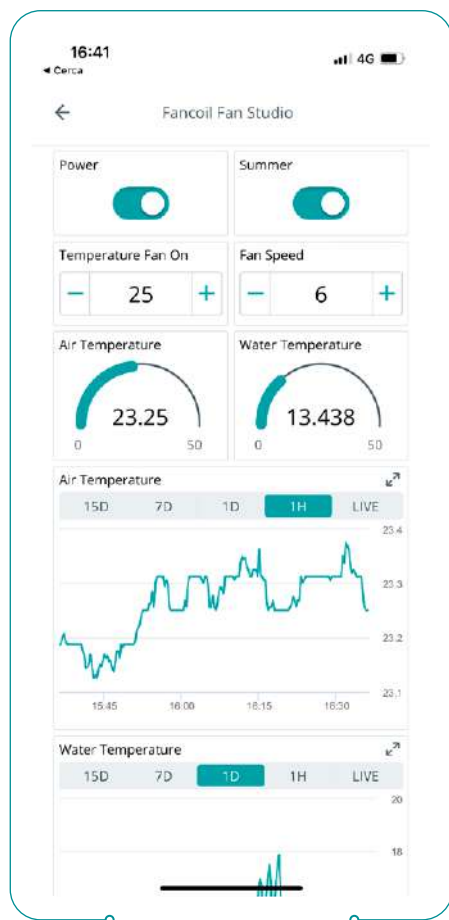 16:41
4G
◄ Cerca
Fancoil Fan Studio
Power
Summer
Temperature Fan On
Fan Speed
− 25 +
− 6 +
Air Temperature
Water Temperature
23.25
13.438
0 50
0 50
Air Temperature
15D 7D 1D 1H LIVE
23.4
23.3
23.2
23.1
15:45 16:00 16:15 16:30
Water Temperature
15D 7D 1D 1H LIVE
20
18